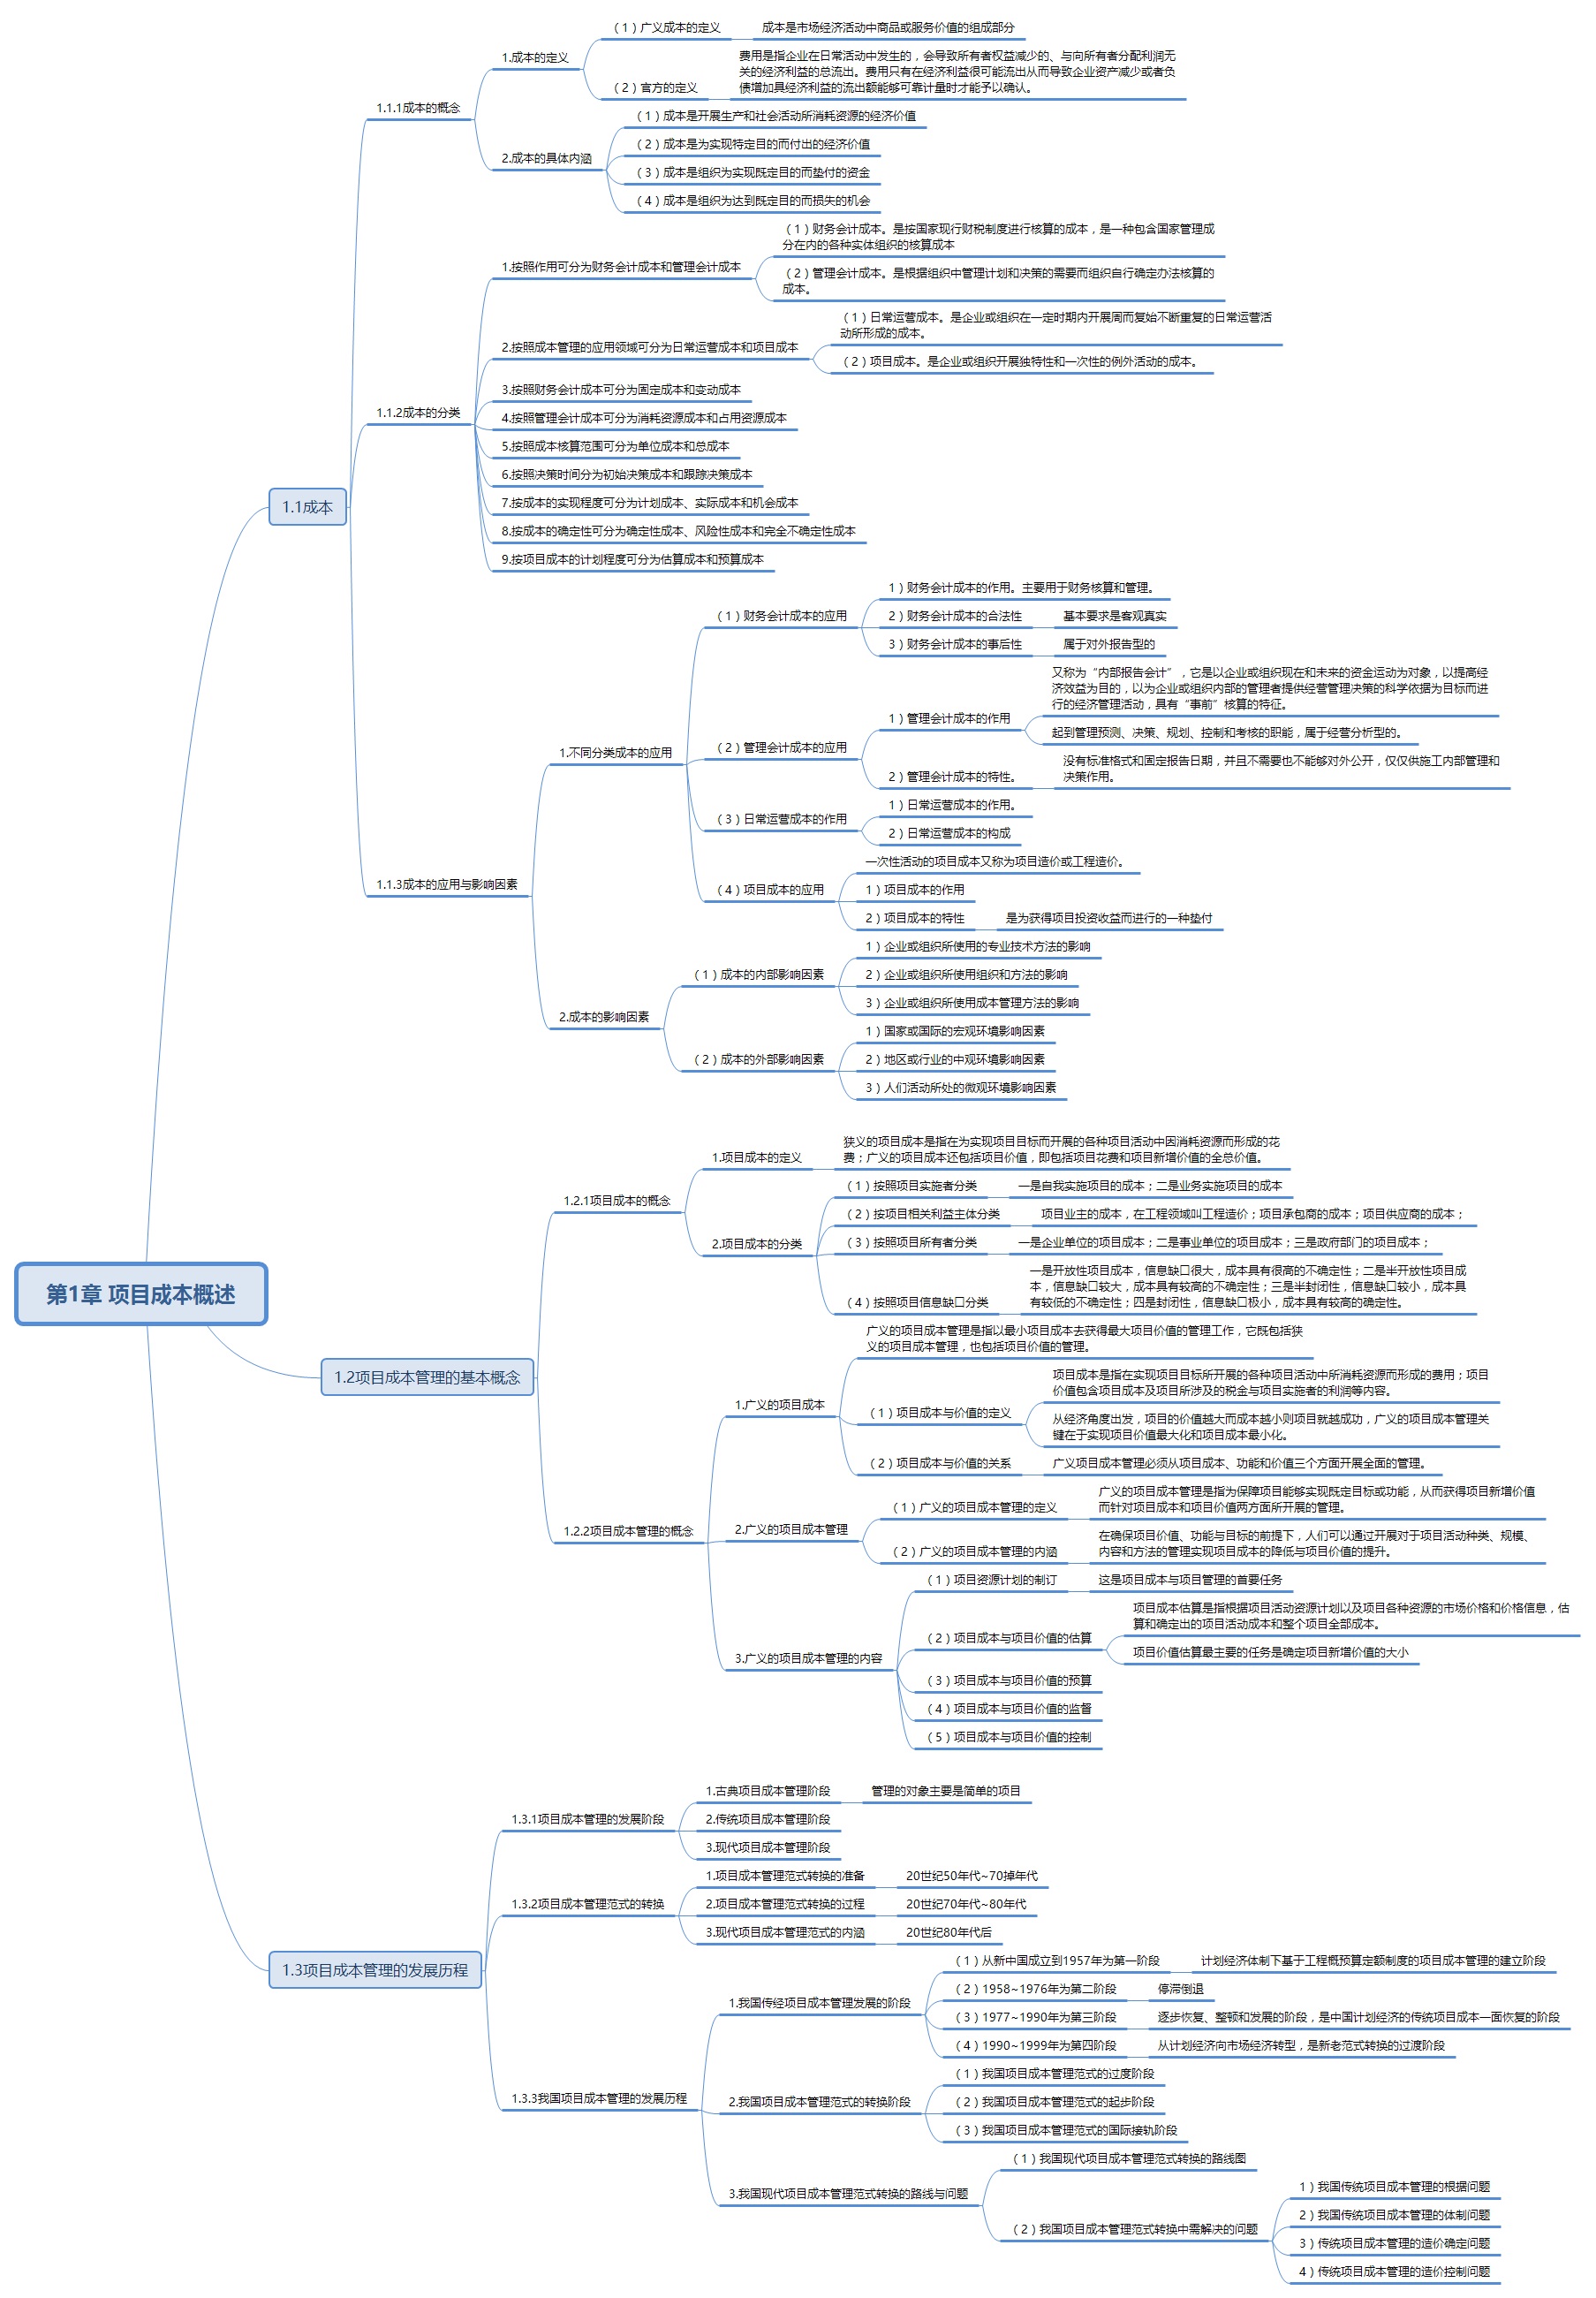 第1章 项目成本概述
1.1成本
1.1.1成本的概念
1.成本的定义
（1）广义成本的定义
成本是市场经济活动中商品或服务价值的组成部分
（2）官方的定义
费用是指企业在日常活动中发生的，会导致所有者权益减少的、与向所有者分配利润无
关的经济利益的总流出。费用只有在经济利益很可能流出从而导致企业资产减少或者负
债增加具经济利益的流出额能够可靠计量时才能予以确认。
2.成本的具体内涵
（1）成本是开展生产和社会活动所消耗资源的经济价值
（2）成本是为实现特定目的而付出的经济价值
（3）成本是组织为实现既定目的而垫付的资金
（4）成本是组织为达到既定目的而损失的机会
1.1.2成本的分类
1.按照作用可分为财务会计成本和管理会计成本
（1）财务会计成本。是按国家现行财税制度进行核算的成本，是一种包含国家管理成
分在内的各种实体组织的核算成本
（2）管理会计成本。是根据组织中管理计划和决策的需要而组织自行确定办法核算的
成本。
2.按照成本管理的应用领域可分为日常运营成本和项目成本
（1）日常运营成本。是企业或组织在一定时期内开展周而复始不断重复的日常运营活
动所形成的成本。
（2）项目成本。是企业或组织开展独特性和一次性的例外活动的成本。
3.按照财务会计成本可分为固定成本和变动成本
4.按照管理会计成本可分为消耗资源成本和占用资源成本
5.按照成本核算范围可分为单位成本和总成本
6.按照决策时间分为初始决策成本和跟踪决策成本
7.按成本的实现程度可分为计划成本、实际成本和机会成本
8.按成本的确定性可分为确定性成本、风险性成本和完全不确定性成本
9.按项目成本的计划程度可分为估算成本和预算成本
1.1.3成本的应用与影响因素
1.不同分类成本的应用
（1）财务会计成本的应用
1）财务会计成本的作用。主要用于财务核算和管理。
2）财务会计成本的合法性
基本要求是客观真实
3）财务会计成本的事后性
属于对外报告型的
（2）管理会计成本的应用
1）管理会计成本的作用
又称为“内部报告会计”，它是以企业或组织现在和未来的资金运动为对象，以提高经
济效益为目的，以为企业或组织内部的管理者提供经营管理决策的科学依据为目标而进
行的经济管理活动，具有“事前”核算的特征。
起到管理预测、决策、规划、控制和考核的职能，属于经营分析型的。
2）管理会计成本的特性。
没有标准格式和固定报告日期，并且不需要也不能够对外公开，仅仅供施工内部管理和
决策作用。
（3）日常运营成本的作用
1）日常运营成本的作用。
2）日常运营成本的构成
（4）项目成本的应用
一次性活动的项目成本又称为项目造价或工程造价。
1）项目成本的作用
2）项目成本的特性
是为获得项目投资收益而进行的一种垫付
2.成本的影响因素
（1）成本的内部影响因素
1）企业或组织所使用的专业技术方法的影响
2）企业或组织所使用组织和方法的影响
3）企业或组织所使用成本管理方法的影响
（2）成本的外部影响因素
1）国家或国际的宏观环境影响因素
2）地区或行业的中观环境影响因素
3）人们活动所处的微观环境影响因素
1.2项目成本管理的基本概念
1.2.1项目成本的概念
1.项目成本的定义
狭义的项目成本是指在为实现项目目标而开展的各种项目活动中因消耗资源而形成的花
费；广义的项目成本还包括项目价值，即包括项目花费和项目新增价值的全总价值。
2.项目成本的分类
（1）按照项目实施者分类
一是自我实施项目的成本；二是业务实施项目的成本
（2）按项目相关利益主体分类
项目业主的成本，在工程领域叫工程造价；项目承包商的成本；项目供应商的成本；
（3）按照项目所有者分类
一是企业单位的项目成本；二是事业单位的项目成本；三是政府部门的项目成本；
（4）按照项目信息缺口分类
一是开放性项目成本，信息缺口很大，成本具有很高的不确定性；二是半开放性项目成
本，信息缺口较大，成本具有较高的不确定性；三是半封闭性，信息缺口较小，成本具
有较低的不确定性；四是封闭性，信息缺口极小，成本具有较高的确定性。
1.2.2项目成本管理的概念
1.广义的项目成本
广义的项目成本管理是指以最小项目成本去获得最大项目价值的管理工作，它既包括狭
义的项目成本管理，也包括项目价值的管理。
（1）项目成本与价值的定义
项目成本是指在实现项目目标所开展的各种项目活动中所消耗资源而形成的费用；项目
价值包含项目成本及项目所涉及的税金与项目实施者的利润等内容。
从经济角度出发，项目的价值越大而成本越小则项目就越成功，广义的项目成本管理关
键在于实现项目价值最大化和项目成本最小化。
（2）项目成本与价值的关系
广义项目成本管理必须从项目成本、功能和价值三个方面开展全面的管理。
2.广义的项目成本管理
（1）广义的项目成本管理的定义
广义的项目成本管理是指为保障项目能够实现既定目标或功能，从而获得项目新增价值
而针对项目成本和项目价值两方面所开展的管理。
（2）广义的项目成本管理的内涵
在确保项目价值、功能与目标的前提下，人们可以通过开展对于项目活动种类、规模、
内容和方法的管理实现项目成本的降低与项目价值的提升。
3.广义的项目成本管理的内容
（1）项目资源计划的制订
这是项目成本与项目管理的首要任务
（2）项目成本与项目价值的估算
项目成本估算是指根据项目活动资源计划以及项目各种资源的市场价格和价格信息，估
算和确定出的项目活动成本和整个项目全部成本。
项目价值估算最主要的任务是确定项目新增价值的大小
（3）项目成本与项目价值的预算
（4）项目成本与项目价值的监督
（5）项目成本与项目价值的控制
1.3项目成本管理的发展历程
1.3.1项目成本管理的发展阶段
1.古典项目成本管理阶段
管理的对象主要是简单的项目
2.传统项目成本管理阶段
3.现代项目成本管理阶段
1.3.2项目成本管理范式的转换
1.项目成本管理范式转换的准备
20世纪50年代~70掉年代
2.项目成本管理范式转换的过程
20世纪70年代~80年代
3.现代项目成本管理范式的内涵
20世纪80年代后
1.3.3我国项目成本管理的发展历程
1.我国传经项目成本管理发展的阶段
（1）从新中国成立到1957年为第一阶段
计划经济体制下基于工程概预算定额制度的项目成本管理的建立阶段
（2）1958~1976年为第二阶段
停滞倒退
（3）1977~1990年为第三阶段
逐步恢复、整顿和发展的阶段，是中国计划经济的传统项目成本一面恢复的阶段
（4）1990~1999年为第四阶段
从计划经济向市场经济转型，是新老范式转换的过渡阶段
2.我国项目成本管理范式的转换阶段
（1）我国项目成本管理范式的过度阶段
（2）我国项目成本管理范式的起步阶段
（3）我国项目成本管理范式的国际接轨阶段
3.我国现代项目成本管理范式转换的路线与问题
（1）我国现代项目成本管理范式转换的路线图
（2）我国项目成本管理范式转换中需解决的问题
1）我国传统项目成本管理的根据问题
2）我国传统项目成本管理的体制问题
3）传统项目成本管理的造价确定问题
4）传统项目成本管理的造价控制问题